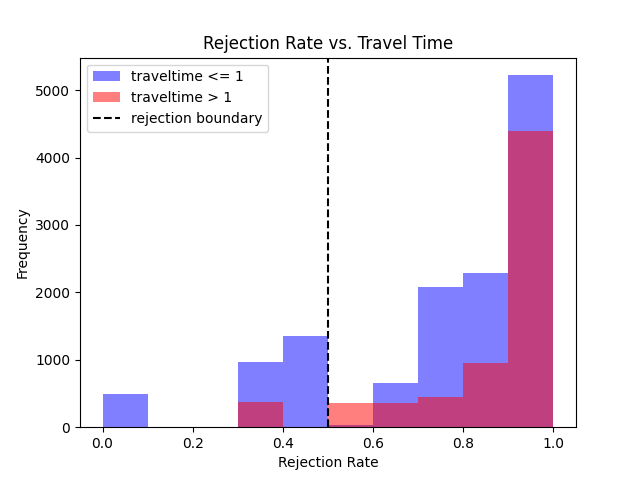 Rejection Rate vs. Travel Time
traveltime <= 1
traveltime > 1
rejection boundary
Frequency
5000
4000
3000
2000
1000
0
0.0 0.2 0.4 0.6 0.8 1.0
Rejection Rate